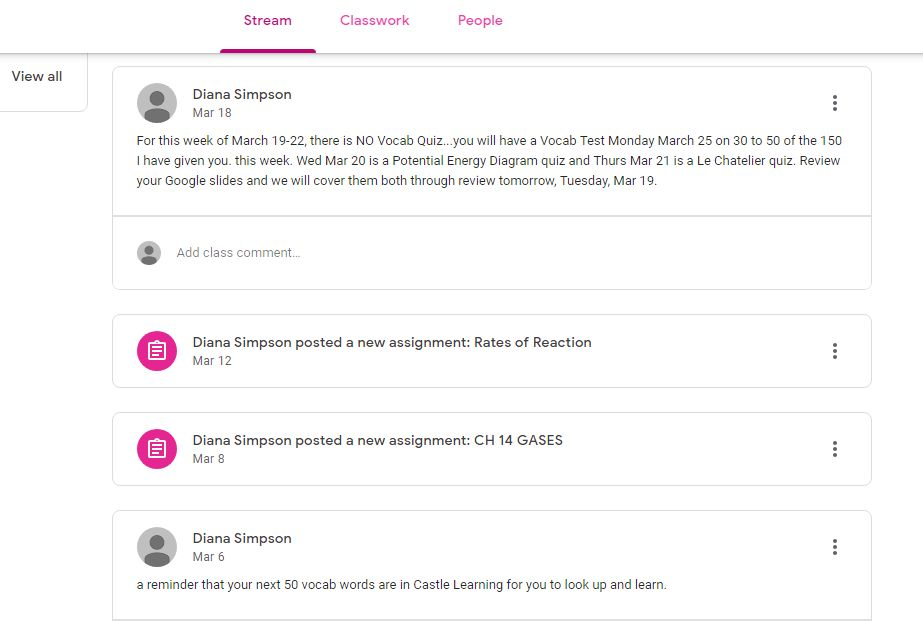 Stream Classwork People
View all
Diana Simpson
Mar 18
For this week of March 19-22, there is NO Vocab Quiz...you will have a Vocab Test Monday March 25 on 30 to 50 of the 150
I have given you. this week. Wed Mar 20 is a Potential Energy Diagram quiz and Thurs Mar 21 is a Le Chatelier quiz. Review
your Google slides and we will cover them both through review tomorrow, Tuesday, Mar 19.
Add class comment...
Diana Simpson posted a new assignment: Rates of Reaction
Mar 12
Diana Simpson posted a new assignment: CH 14 GASES
Mar 8
Diana Simpson
Mar 6
a reminder that your next 50 vocab words are in Castle Learning for you to look up and learn.